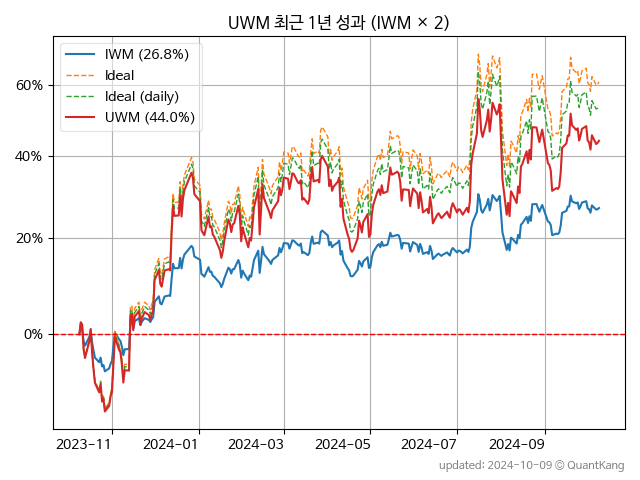 UWM 최근 1년 성과 (IWM × 2)
IWM (26.8%)
Ideal
Ideal (daily)
UWM (44.0%)
60%
40%
20%
0%
2023-11 2024-01 2024-03 2024-05 2024-07 2024-09
updated: 2024-10-09 © QuantKang